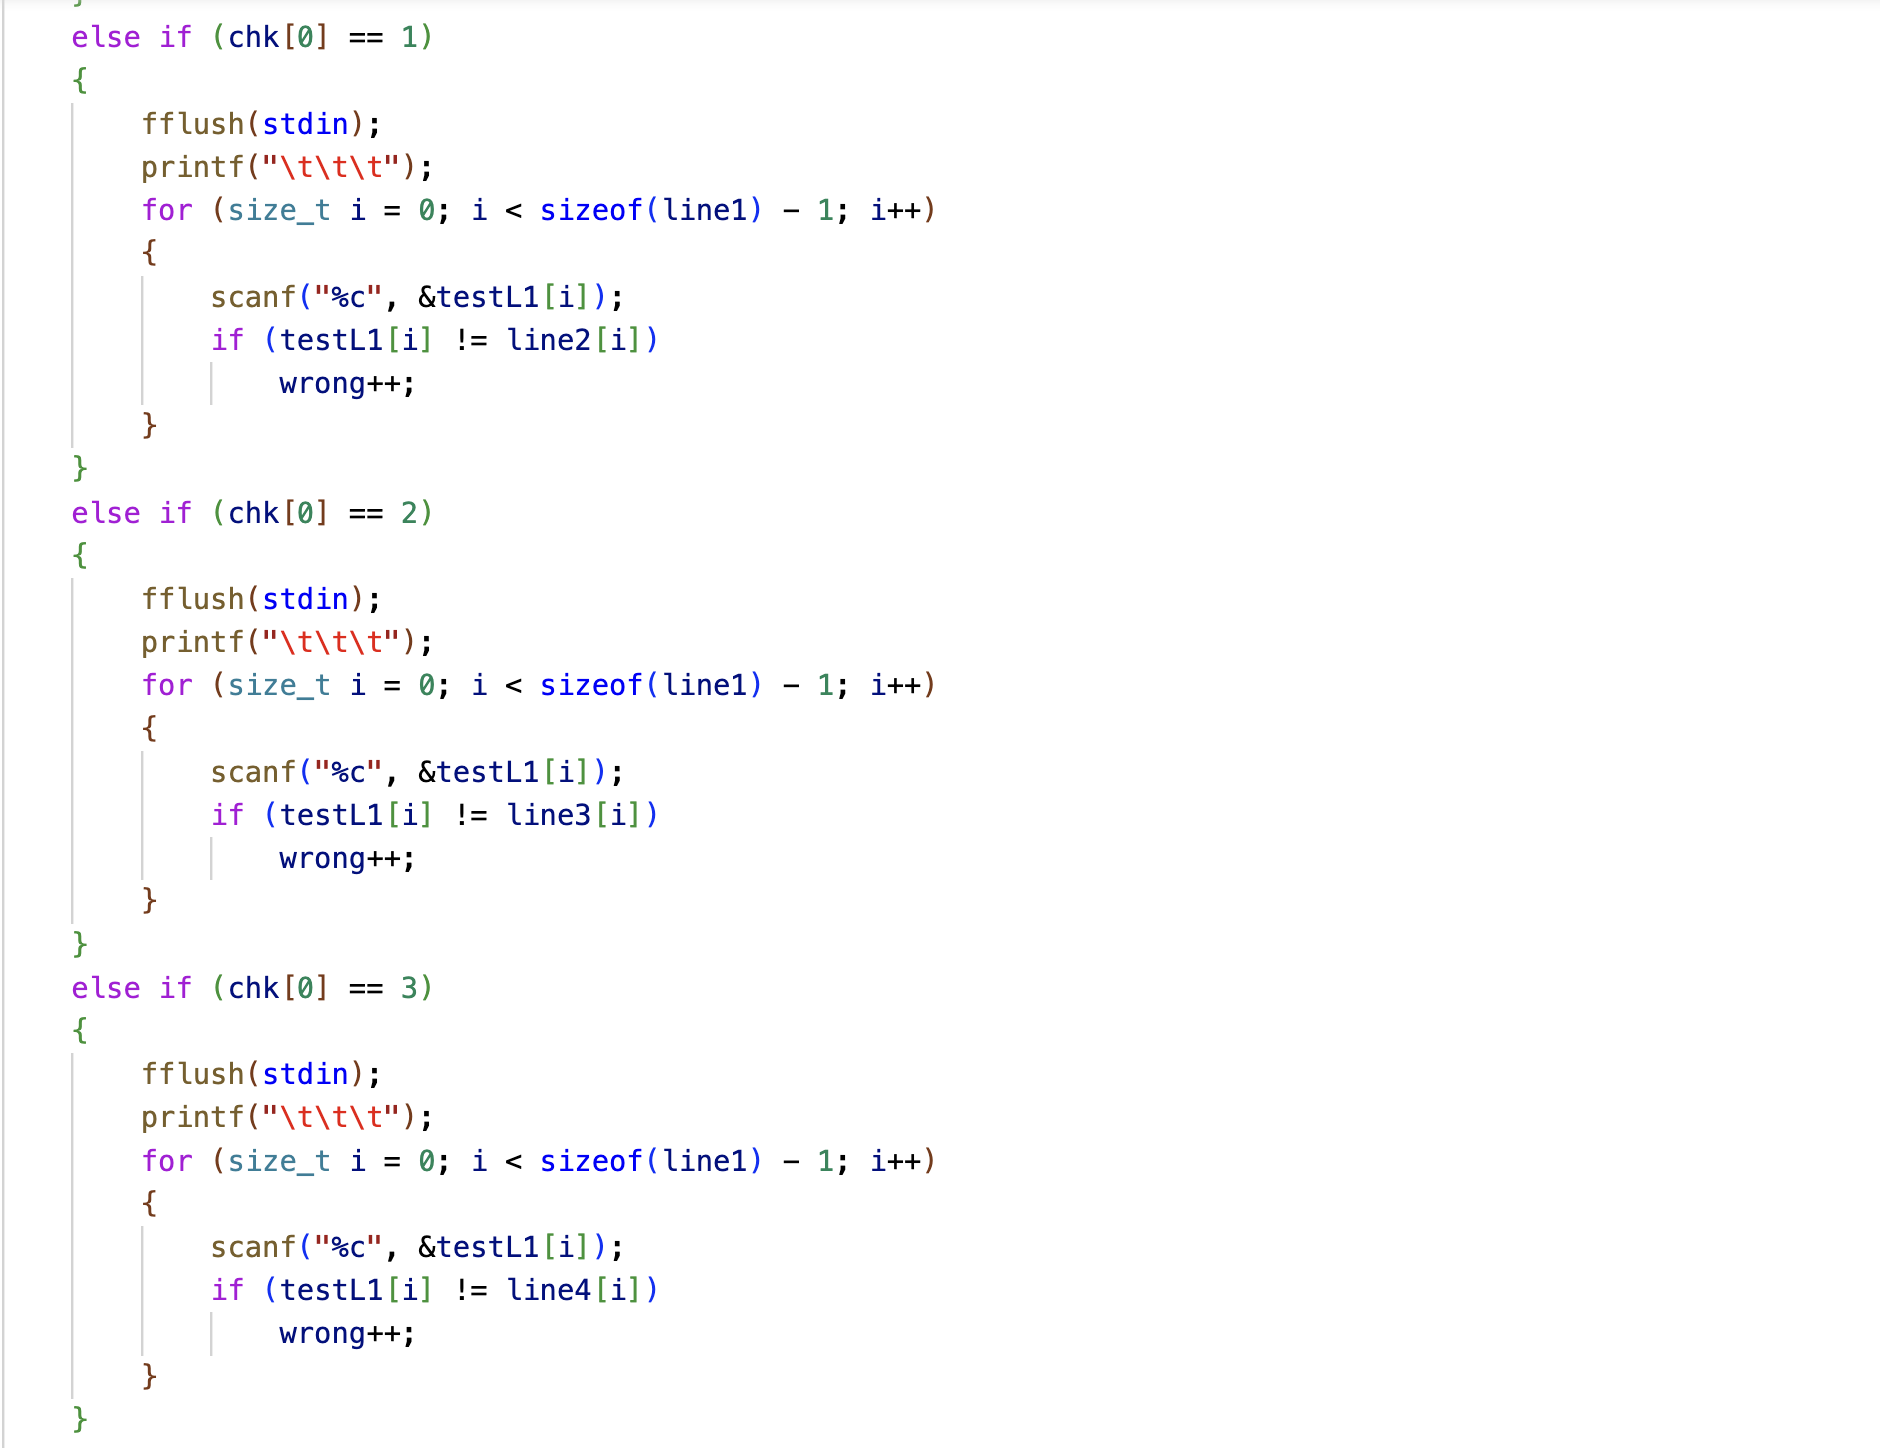 }
else if (chk[0] == 1)
{
    fflush(stdin);
    printf("\t\t\t");
    for (size_t i = 0; i < sizeof(line1) - 1; i++)
    {
        scanf("%c", &testL1[i]);
        if (testL1[i] != line2[i])
            wrong++;
    }
}
else if (chk[0] == 2)
{
    fflush(stdin);
    printf("\t\t\t");
    for (size_t i = 0; i < sizeof(line1) - 1; i++)
    {
        scanf("%c", &testL1[i]);
        if (testL1[i] != line3[i])
            wrong++;
    }
}
else if (chk[0] == 3)
{
    fflush(stdin);
    printf("\t\t\t");
    for (size_t i = 0; i < sizeof(line1) - 1; i++)
    {
        scanf("%c", &testL1[i]);
        if (testL1[i] != line4[i])
            wrong++;
    }
}